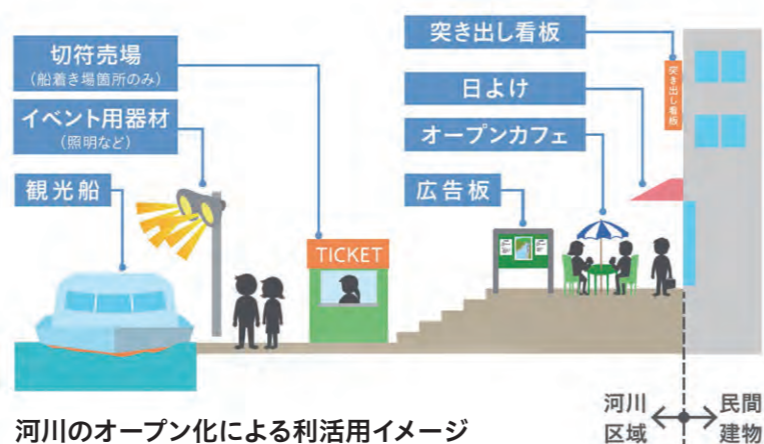 切符売場
（船着き場箇所のみ）
イベント用器材
（照明など）
観光船
突き出し看板
日よけ
オープンカフェ
広告板
突き出し看板
TICKET
河川のオープン化による利活用イメージ
河川
区域
民間
建物